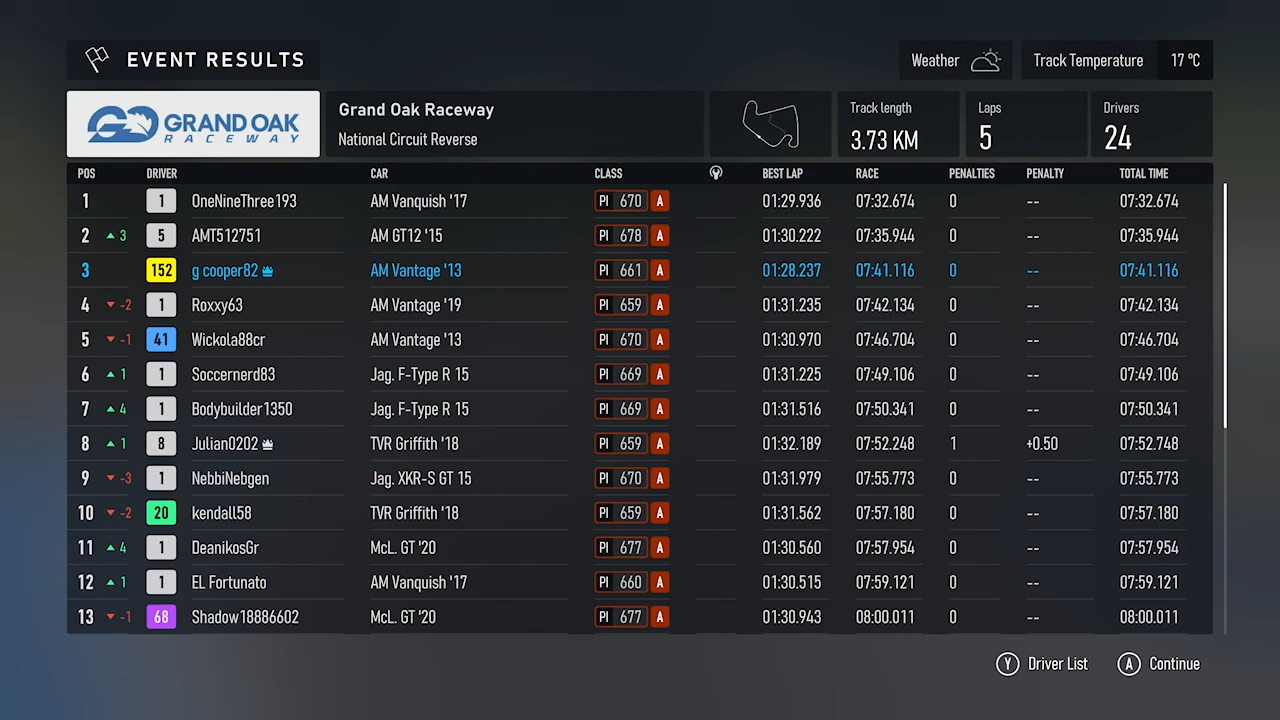 EVENT RESULTS
Weather
Track Temperature 17 ºC
GRAND OAK
RACEWAY
Grand Oak Raceway
National Circuit Reverse
Track length
3.73 KM
Laps
5
Drivers
24
POS DRIVER CAR CLASS BEST LAP RACE PENALTIES PENALTY TOTAL TIME
1 1 OneNineThree193 AM Vanquish '17 PI 670 A 01:29.936 07:32.674 0 -- 07:32.674
2 ▲ 3 5 AMT512751 AM GT12 '15 PI 678 A 01:30.222 07:35.944 0 -- 07:35.944
3 152 g cooper82 AM Vantage '13 PI 661 A 01:28.237 07:41.116 0 -- 07:41.116
4 ▼ -2 1 Roxxy63 AM Vantage '19 PI 659 A 01:31.235 07:42.134 0 -- 07:42.134
5 ▼ -1 41 Wickola88cr AM Vantage '13 PI 670 A 01:30.970 07:46.704 0 -- 07:46.704
6 ▲ 1 1 Soccernerd83 Jag. F-Type R 15 PI 669 A 01:31.225 07:49.106 0 -- 07:49.106
7 ▲ 4 1 Bodybuilder1350 Jag. F-Type R 15 PI 669 A 01:31.516 07:50.341 0 -- 07:50.341
8 ▲ 1 8 Julian0202 TVR Griffith '18 PI 659 A 01:32.189 07:52.248 1 +0.50 07:52.748
9 ▼ -3 1 NebbiNebgen Jag. XKR-S GT 15 PI 670 A 01:31.979 07:55.773 0 -- 07:55.773
10 ▼ -2 20 kendall58 TVR Griffith '18 PI 659 A 01:31.562 07:57.180 0 -- 07:57.180
11 ▲ 4 1 DeanikosGr McL. GT '20 PI 677 A 01:30.560 07:57.954 0 -- 07:57.954
12 ▲ 1 1 EL Fortunato AM Vanquish '17 PI 660 A 01:30.515 07:59.121 0 -- 07:59.121
13 ▼ -1 68 Shadow18886602 McL. GT '20 PI 677 A 01:30.943 08:00.011 0 -- 08:00.011
Y Driver List A Continue